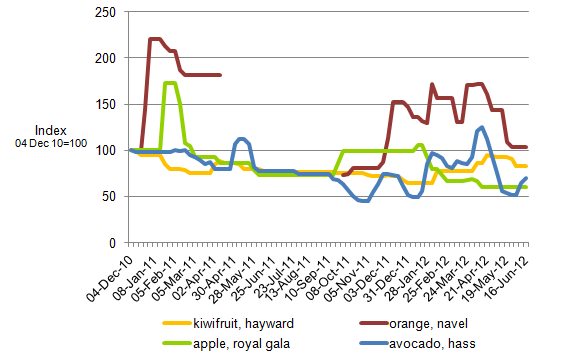 250
200
150
100
50
0
Index
04 Dec 10=100
04-Dec-10
08-Jan-11
05-Feb-11
05-Mar-11
02-Apr-11
30-Apr-11
28-May-11
25-Jun-11
23-Jul-11
13-Aug-11
10-Sep-11
08-Oct-11
05-Nov-11
03-Dec-11
31-Dec-11
28-Jan-12
25-Feb-12
24-Mar-12
21-Apr-12
19-May-12
16-Jun-12
kiwifruit, hayward
orange, navel
apple, royal gala
avocado, hass